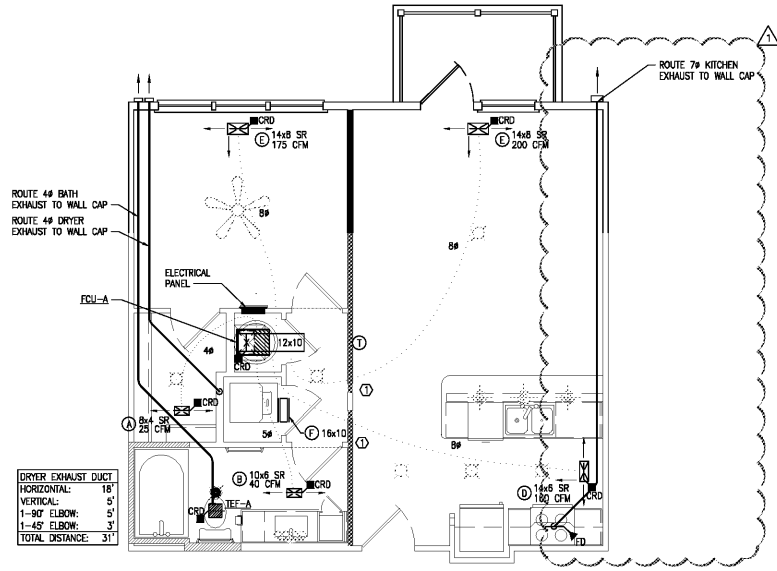 1
ROUTE 7ø KITCHEN
EXHAUST TO WALL CAP
CRD
E 14x8 SR
175 CFM
CRD
E 14x8 SR
200 CFM
ROUTE 4ø BATH
EXHAUST TO WALL CAP
ROUTE 4ø DRYER
EXHAUST TO WALL CAP
8ø
8ø
ELECTRICAL
PANEL
FCU-A
12x10
T
4ø
CRD
1
CRD
A 8x4 SR
25 CFM
5ø
F 16x10
1
8ø
B 10x6 SR
40 CFM
CRD
TEF-A
CRD
D 14x6 SR
160 CFM
CRD
FD
DRYER EXHAUST DUCT
HORIZONTAL: 18'
VERTICAL: 5'
1-90° ELBOW: 5'
1-45° ELBOW: 3'
TOTAL DISTANCE: 31'